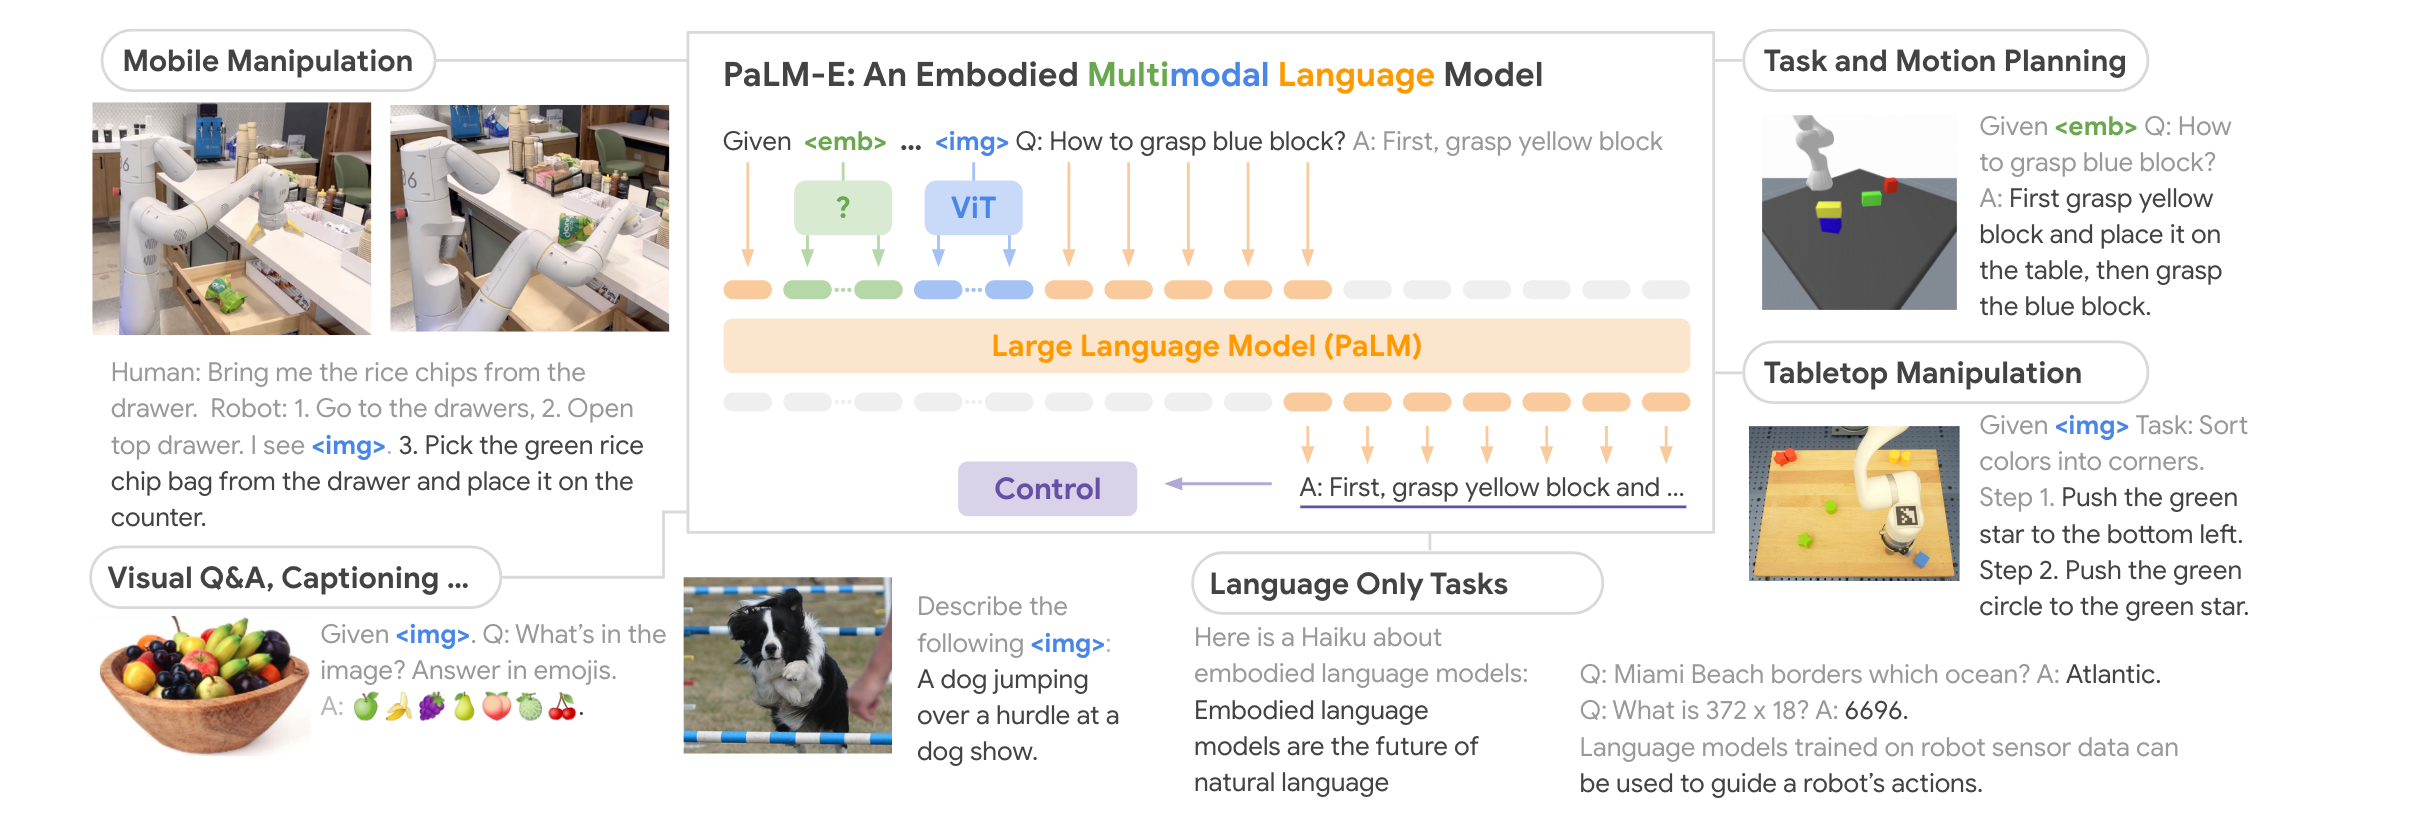 Mobile Manipulation
86
86
Human: Bring me the rice chips from the
drawer. Robot: 1. Go to the drawers, 2. Open
top drawer. I see <img>. 3. Pick the green rice
chip bag from the drawer and place it on the
counter.
PaLM-E: An Embodied Multimodal Language Model
Given <emb> ... <img> Q: How to grasp blue block? A: First, grasp yellow block
?
ViT
Large Language Model (PaLM)
A: First, grasp yellow block and ...
Control
Task and Motion Planning
Given <emb> Q: How
to grasp blue block?
A: First grasp yellow
block and place it on
the table, then grasp
the blue block.
Tabletop Manipulation
Given <img> Task: Sort
colors into corners.
Step 1. Push the green
star to the bottom left.
Step 2. Push the green
circle to the green star.
Visual Q&A, Captioning ...
Given <img>. Q: What's in the
image? Answer in emojis.
A: 🍏🍌🍇🍐🍑🍈🍒.
Describe the
following <img>:
A dog jumping
over a hurdle at a
dog show.
Language Only Tasks
Here is a Haiku about
embodied language models:
Embodied language
models are the future of
natural language
Q: Miami Beach borders which ocean? A: Atlantic.
Q: What is 372 x 18? A: 6696.
Language models trained on robot sensor data can
be used to guide a robot's actions.